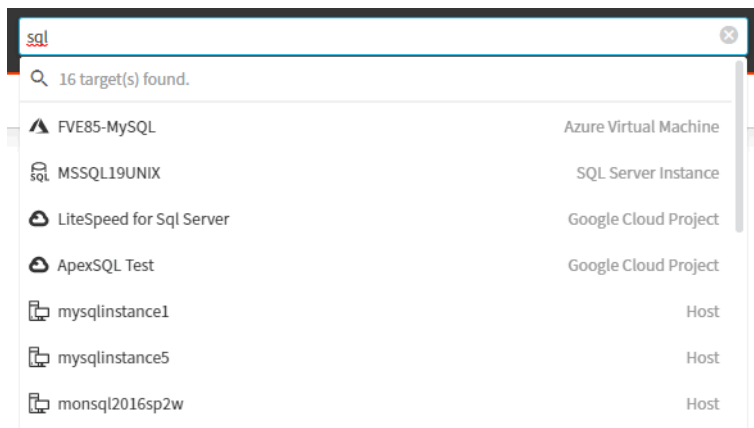 sql
16 target(s) found.
FVE85-MySQL Azure Virtual Machine
SQL MSSQL19UNIX SQL Server Instance
LiteSpeed for Sql Server Google Cloud Project
ApexSQL Test Google Cloud Project
mysqlinstance1 Host
mysqlinstance5 Host
monsql2016sp2w Host